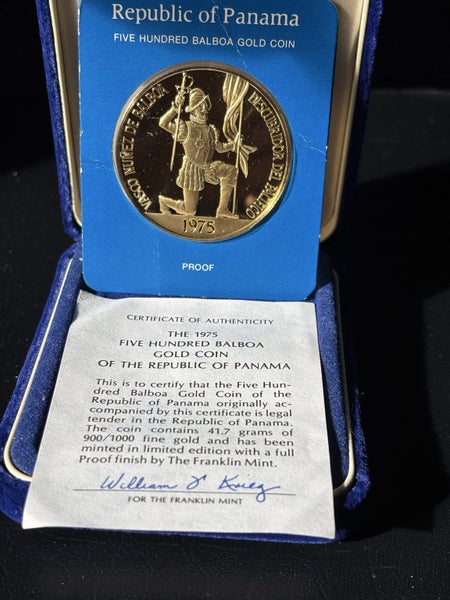 Republic of Panama
FIVE HUNDRED BALBOA GOLD COIN
VASCO NUÑEZ DE BALBOA
DESCUBRIDOR DEL PACIFICO
1975
PROOF
CERTIFICATE OF AUTHENTICITY
THE 1975
FIVE HUNDRED BALBOA
GOLD COIN
OF THE REPUBLIC OF PANAMA
This is to certify that the Five Hun-
dred Balboa Gold Coin of the
Republic of Panama originally ac-
companied by this certificate is legal
tender in the Republic of Panama.
The coin contains 41.7 grams of
900/1000 fine gold and has been
minted in limited edition with a full
Proof finish by The Franklin Mint.
William F Krieg
FOR THE FRANKLIN MINT